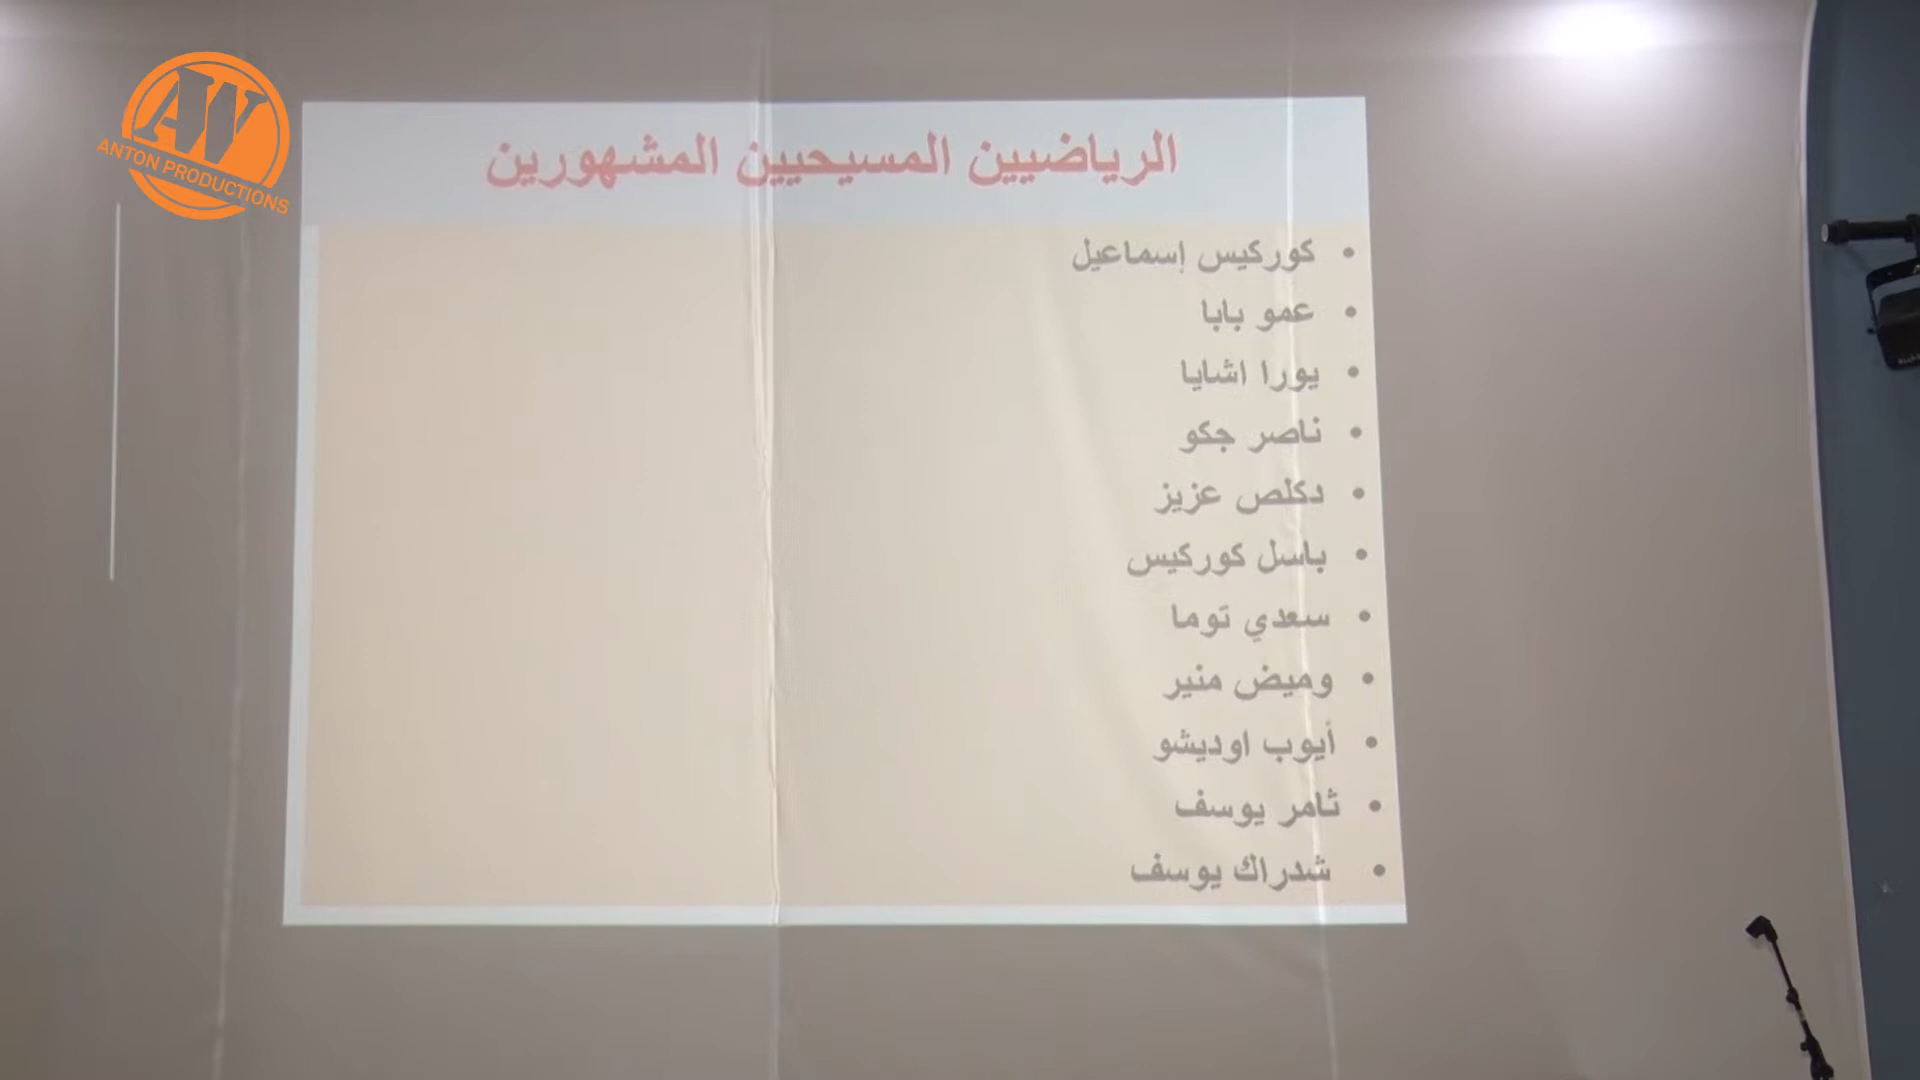 AN
ANTON PRODUCTIONS
الرياضيين المسيحيين المشهورين
• كوركيس إسماعيل
• عمو بابا
• يورا اشايا
• ناصر جكو
• دكلص عزيز
• باسل كوركيس
• سعدي توما
• وميض منير
• أيوب اوديشو
• ثامر يوسف
• شدراك يوسف